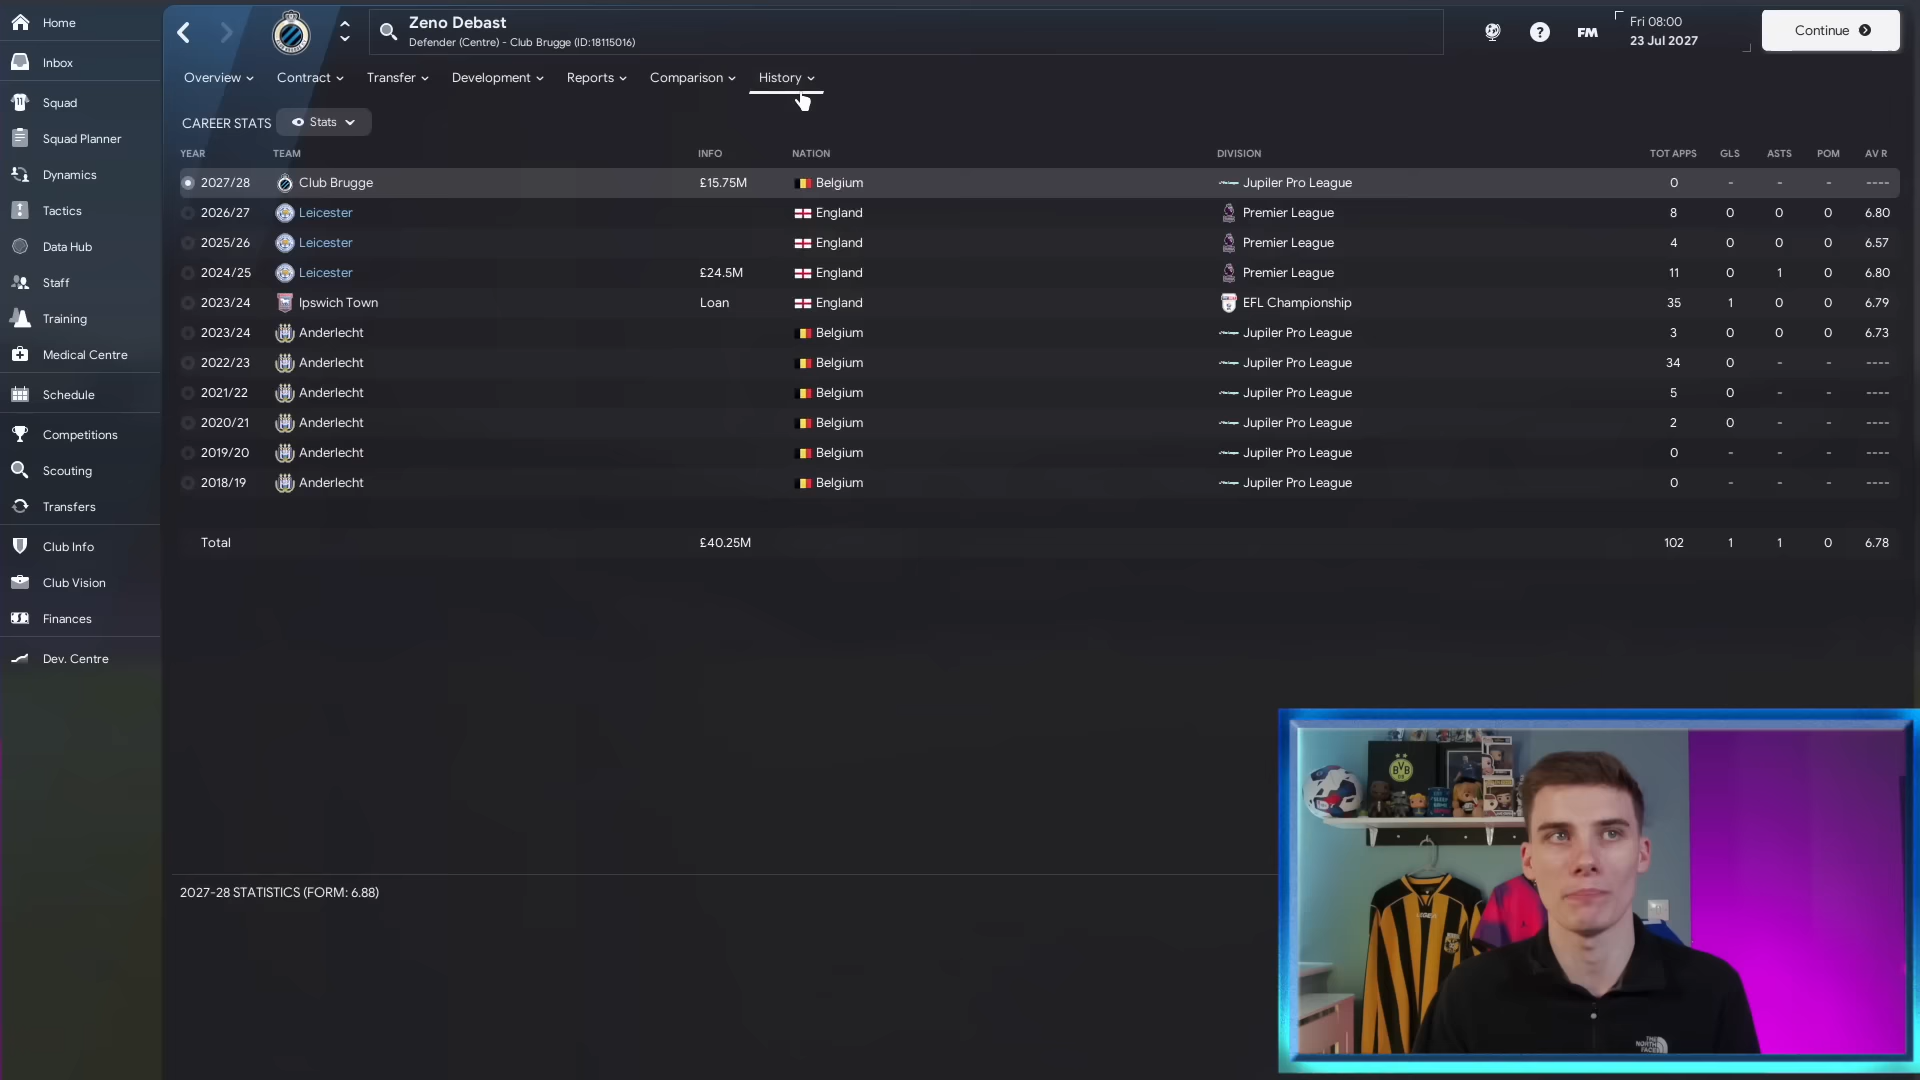 Home
Inbox
Squad
Squad Planner
Dynamics
Tactics
Data Hub
Staff
Training
Medical Centre
Schedule
Competitions
Scouting
Transfers
Club Info
Club Vision
Finances
Dev. Centre
Zeno Debast
Defender (Centre) - Club Brugge (ID:18115016)
FM
Fri 08:00
23 Jul 2027
Continue
Overview Contract Transfer Development Reports Comparison History
CAREER STATS Stats
YEAR TEAM INFO NATION DIVISION TOT APPS GLS ASTS POM AV R
2027/28 Club Brugge £15.75M Belgium Jupiler Pro League 0 - - - ----
2026/27 Leicester England Premier League 8 0 0 0 6.80
2025/26 Leicester England Premier League 4 0 0 0 6.57
2024/25 Leicester £24.5M England Premier League 11 0 1 0 6.80
2023/24 Ipswich Town Loan England EFL Championship 35 1 0 0 6.79
2023/24 Anderlecht Belgium Jupiler Pro League 3 0 0 0 6.73
2022/23 Anderlecht Belgium Jupiler Pro League 34 0 - - ----
2021/22 Anderlecht Belgium Jupiler Pro League 5 0 - - ----
2020/21 Anderlecht Belgium Jupiler Pro League 2 0 - - ----
2019/20 Anderlecht Belgium Jupiler Pro League 0 - - - ----
2018/19 Anderlecht Belgium Jupiler Pro League 0 - - - ----
Total £40.25M 102 1 1 0 6.78
2027-28 STATISTICS (FORM: 6.88)
BVB
09
THE
NORTH
FACE